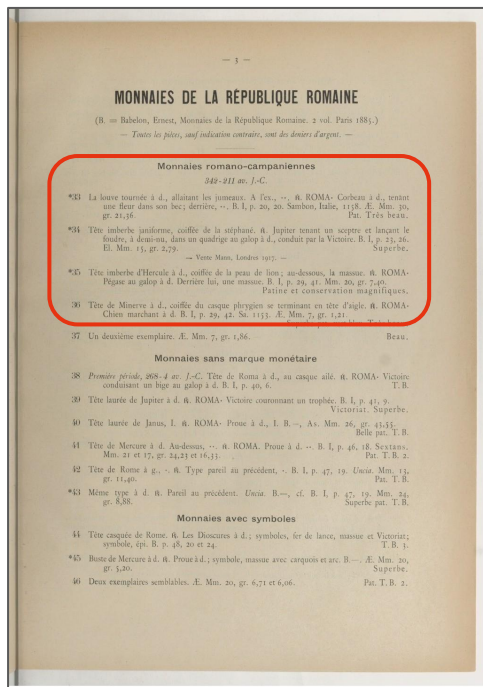 — 3 —
MONNAIES DE LA RÉPUBLIQUE ROMAINE
(B. = Babelon, Ernest, Monnaies de la République Romaine. 2 vol. Paris 1885.)
— Toutes les pièces, sauf indication contraire, sont des deniers d'argent. —
Monnaies romano-campaniennes
342-211 av. J.-C.
*33 La louve tournée à d., allaitant les jumeaux. A l'ex., ··. ℞. ROMA· Corbeau à d., tenant
une fleur dans son bec; derrière, ··. B. I, p. 20, 20. Sambon, Italie, 1158. Æ. Mm. 30,
gr. 21,36. Pat. Très beau.
*34 Tête imberbe janiforme, coiffée de la stéphané. ℞. Jupiter tenant un sceptre et lançant le
foudre, à demi-nu, dans un quadrige au galop à d., conduit par la Victoire. B. I, p. 23, 26.
El. Mm. 15, gr. 2,79. Superbe.
— Vente Mann, Londres 1917. —
*35 Tête imberbe d'Hercule à d., coiffée de la peau de lion; au-dessous, la massue. ℞. ROMA·
Pégase au galop à d. Derrière lui, une massue. B. I, p. 29, 41. Mm. 20, gr. 7,40.
Patine et conservation magnifiques.
36 Tête de Minerve à d., coiffée du casque phrygien se terminant en tête d'aigle. ℞. ROMA·
Chien marchant à d. B. I, p. 29, 42. Sa. 1153. Æ. Mm. 7, gr. 1,21.
37 Un deuxième exemplaire. Æ. Mm. 7, gr. 1,86. Beau.
Monnaies sans marque monétaire
38 Première période, 268-4 av. J.-C. Tête de Roma à d., au casque ailé. ℞. ROMA· Victoire
conduisant un bige au galop à d. B. I, p. 40, 6. T. B.
39 Tête laurée de Jupiter à d. ℞. ROMA· Victoire couronnant un trophée. B. I, p. 41, 9.
Victoriat. Superbe.
40 Tête laurée de Janus, I. ℞. ROMA· Proue à d., I. B. —, As. Mm. 26, gr. 43,55.
Belle pat. T. B.
41 Tête de Mercure à d. Au-dessus, ··. ℞. ROMA. Proue à d. ··. B. I, p. 46, 18. Sextans.
Mm. 21 et 17, gr. 24,23 et 16,33. Pat. T. B. 2.
42 Tête de Rome à g., ·. ℞. Type pareil au précédent, ·. B. I, p. 47, 19. Uncia. Mm. 13,
gr. 11,40. Pat. T. B.
*43 Même type à d. ℞. Pareil au précédent. Uncia. B.—, cf. B. I, p. 47, 19. Mm. 24,
gr. 8,88. Superbe pat. T. B.
Monnaies avec symboles
44 Tête casquée de Rome. ℞. Les Dioscures à d.; symboles, fer de lance, massue et Victoriat;
symbole, épi. B. p. 48, 20 et 24. T. B. 3.
*45 Buste de Mercure à d. ℞. Proue à d.; symbole, massue avec carquois et arc. B —. Æ. Mm. 20,
gr. 5,20. Superbe.
46 Deux exemplaires semblables. Æ. Mm. 20, gr. 6,71 et 6,06. Pat. T. B. 2.